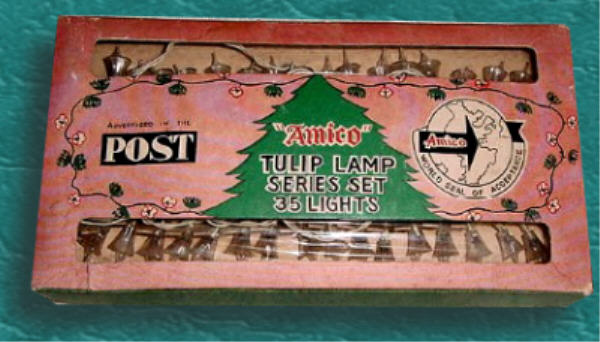 ADVERTISED IN THE
POST
"Amico"
TULIP LAMP
SERIES SET
35 LIGHTS
Amico
WORLD SEAL OF ACCEPTANCE